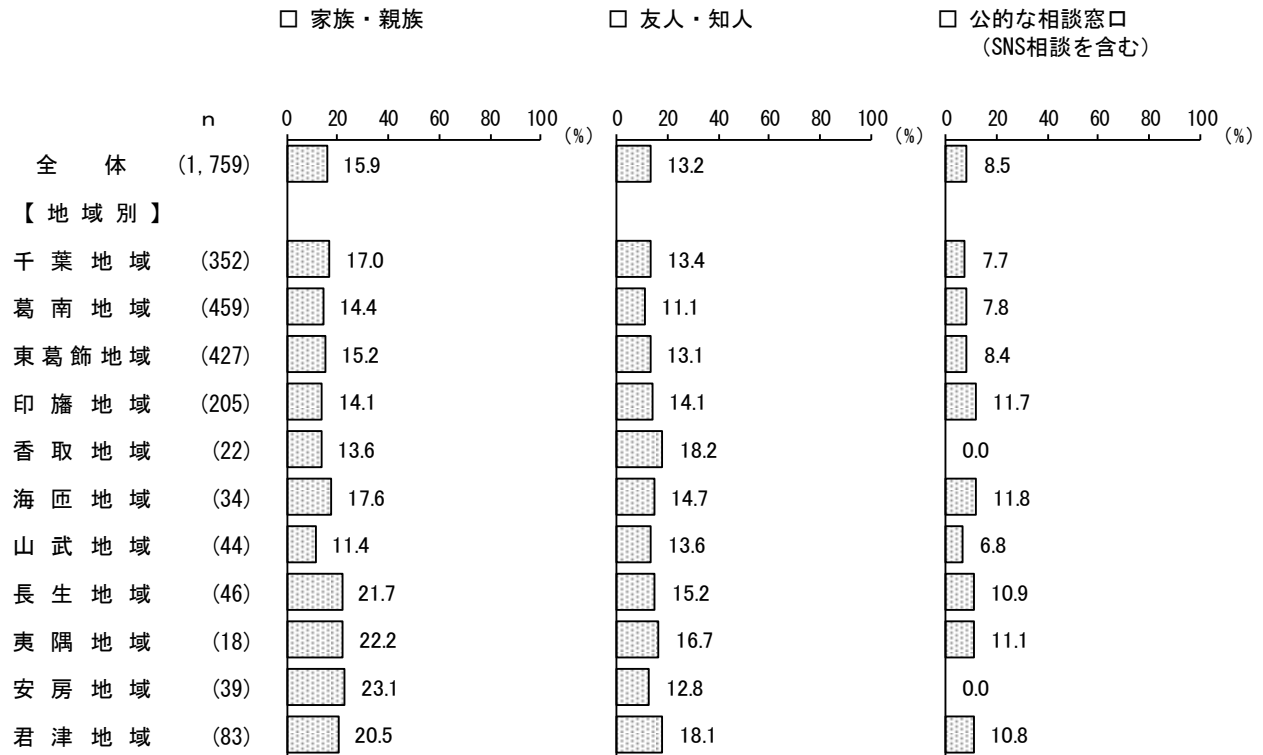 □ 家族・親族 □ 友人・知人 □ 公的な相談窓口
（SNS相談を含む）
n 0 20 40 60 80 100 (%) 0 20 40 60 80 100 (%) 0 20 40 60 80 100 (%)
全体 (1,759) 15.9 13.2 8.5
【地域別】
千葉地域 (352) 17.0 13.4 7.7
葛南地域 (459) 14.4 11.1 7.8
東葛飾地域 (427) 15.2 13.1 8.4
印旛地域 (205) 14.1 14.1 11.7
香取地域 (22) 13.6 18.2 0.0
海匝地域 (34) 17.6 14.7 11.8
山武地域 (44) 11.4 13.6 6.8
長生地域 (46) 21.7 15.2 10.9
夷隅地域 (18) 22.2 16.7 11.1
安房地域 (39) 23.1 12.8 0.0
君津地域 (83) 20.5 18.1 10.8